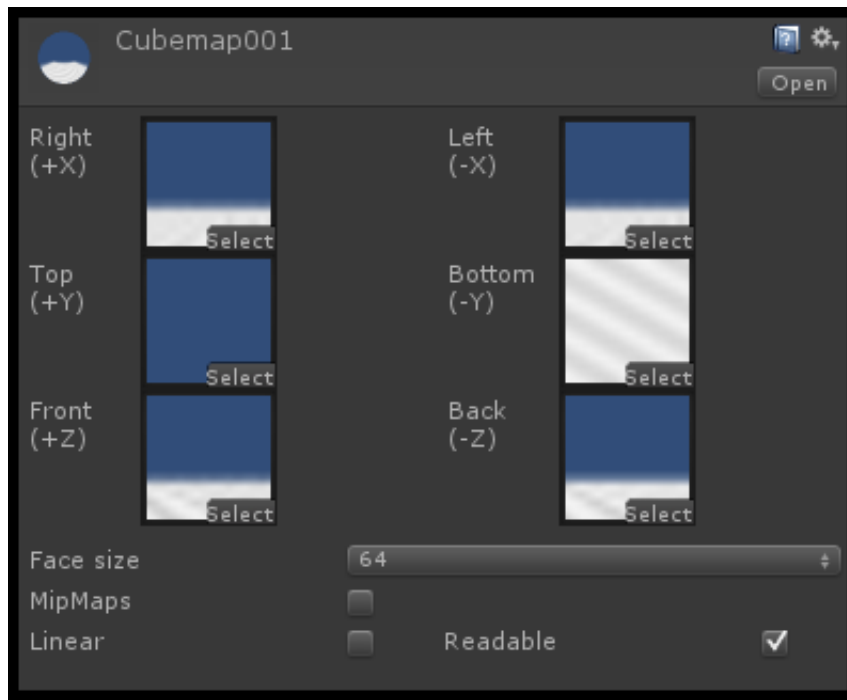 Cubemap001
Open
Right
(+X)
Select
Left
(-X)
Select
Top
(+Y)
Select
Bottom
(-Y)
Select
Front
(+Z)
Select
Back
(-Z)
Select
Face size 64
MipMaps
Linear Readable